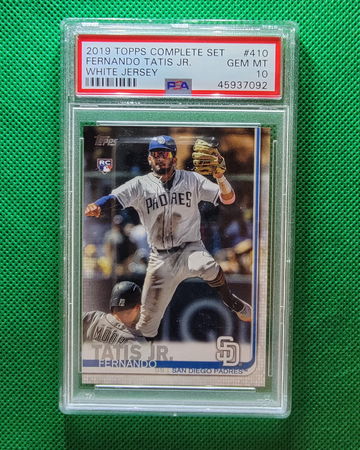 2019 TOPPS COMPLETE SET #410
FERNANDO TATIS JR. GEM MT
WHITE JERSEY 10
PSA 45937092
Topps
RC
PADRES
TATIS JR.
FERNANDO
SD
SAN DIEGO PADRES